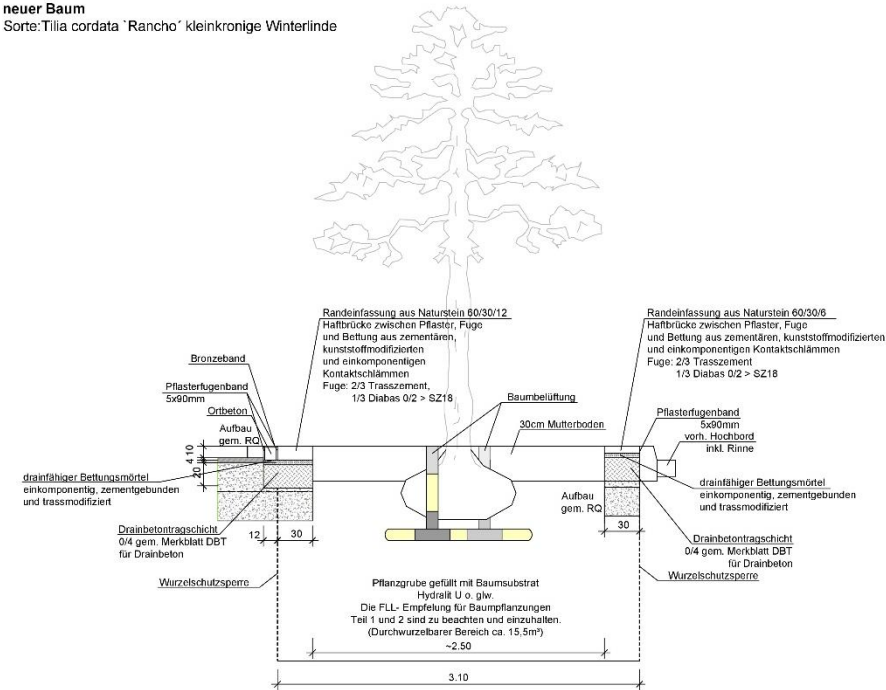 neuer Baum
Sorte:Tilia cordata `Rancho´ kleinkronige Winterlinde
Randeinfassung aus Naturstein 60/30/12
Haftbrücke zwischen Pflaster, Fuge
und Bettung aus zementären,
kunststoffmodifizierten
und einkomponentigen
Kontaktschlämmen
Fuge: 2/3 Trasszement,
1/3 Diabas 0/2 > SZ18
Randeinfassung aus Naturstein 60/30/6
Haftbrücke zwischen Pflaster, Fuge
und Bettung aus zementären, kunststoffmodifizierten
und einkomponentigen Kontaktschlämmen
Fuge: 2/3 Trasszement
1/3 Diabas 0/2 > SZ18
Bronzeband
Pflasterfugenband
5x90mm
Ortbeton
Aufbau
gem. RQ
Baumbelüftung
30cm Mutterboden
Pflasterfugenband
5x90mm
vorh. Hochbord
inkl. Rinne
4 10
20
drainfähiger Bettungsmörtel
einkomponentig, zementgebunden
und trassmodifiziert
drainfähiger Bettungsmörtel
einkomponentig, zementgebunden
und trassmodifiziert
Aufbau
gem.
RQ
Drainbetontragschicht
0/4 gem. Merkblatt DBT
für Drainbeton
12
30
30
Drainbetontragschicht
0/4 gem. Merkblatt DBT
für Drainbeton
Wurzelschutzsperre
Wurzelschutzsperre
Pflanzgrube gefüllt mit Baumsubstrat
Hydralit U o. glw.
Die FLL- Empfelung für Baumpflanzungen
Teil 1 und 2 sind zu beachten und einzuhalten.
(Durchwurzelbarer Bereich ca. 15,5m³)
~2.50
3.10